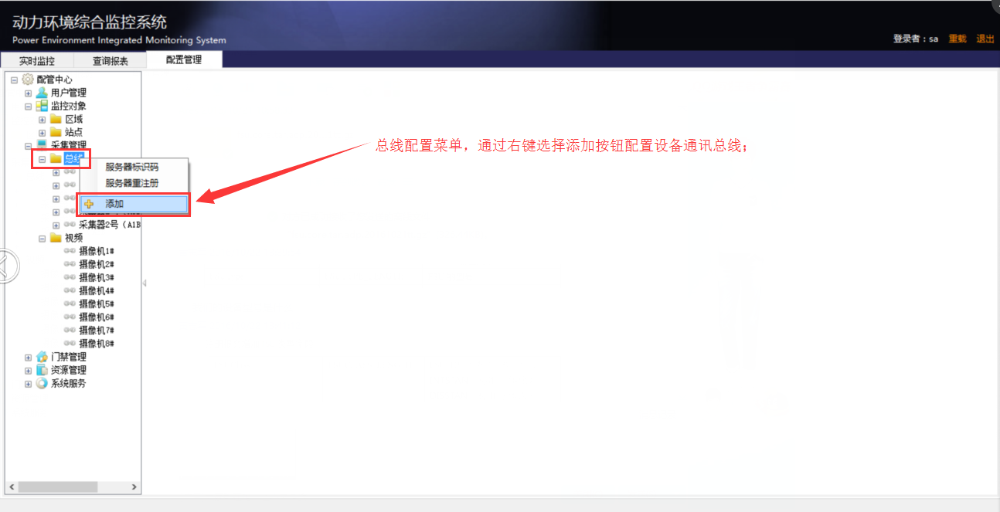 动力环境综合监控系统
Power Environment Integrated Monitoring System
登录者：sa 重载 退出
实时监控 查询报表 配置管理
配管中心
用户管理
监控对象
区域
站点
采集管理
总线
服务器标识码
服务器重注册
添加
总线配置菜单，通过右键选择添加按钮配置设备通讯总线；
采集器2号（A1B
视频
摄像机1#
摄像机2#
摄像机3#
摄像机4#
摄像机5#
摄像机6#
摄像机7#
摄像机8#
门禁管理
资源管理
系统服务